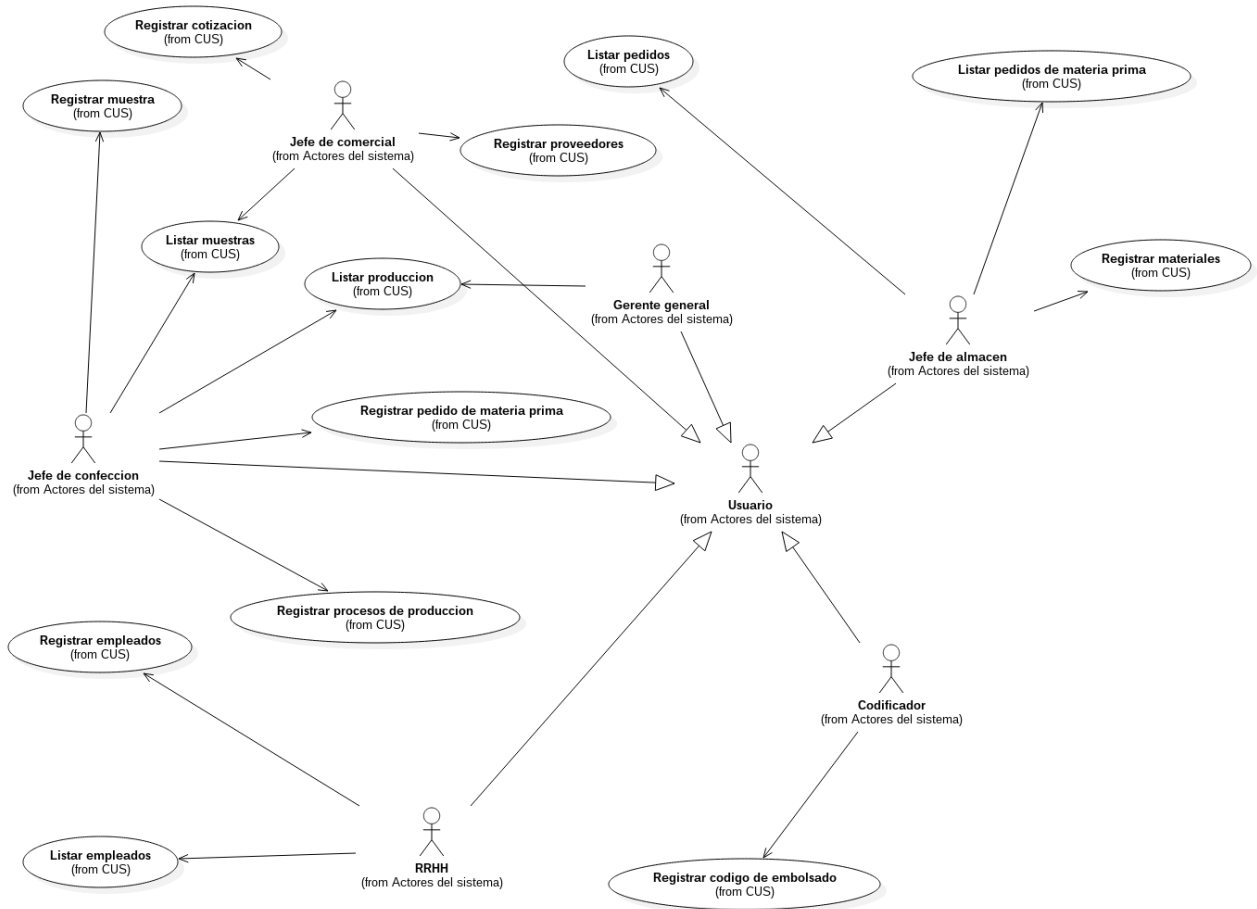 Registrar cotizacion
(from CUS)
Listar pedidos
(from CUS)
Listar pedidos de materia prima
(from CUS)
Registrar muestra
(from CUS)
Jefe de comercial
(from Actores del sistema)
Registrar proveedores
(from CUS)
Listar muestras
(from CUS)
Listar produccion
(from CUS)
Gerente general
(from Actores del sistema)
Registrar materiales
(from CUS)
Jefe de almacen
(from Actores del sistema)
Registrar pedido de materia prima
(from CUS)
Jefe de confeccion
(from Actores del sistema)
Usuario
(from Actores del sistema)
Registrar procesos de produccion
(from CUS)
Registrar empleados
(from CUS)
Codificador
(from Actores del sistema)
Listar empleados
(from CUS)
RRHH
(from Actores del sistema)
Registrar codigo de embolsado
(from CUS)